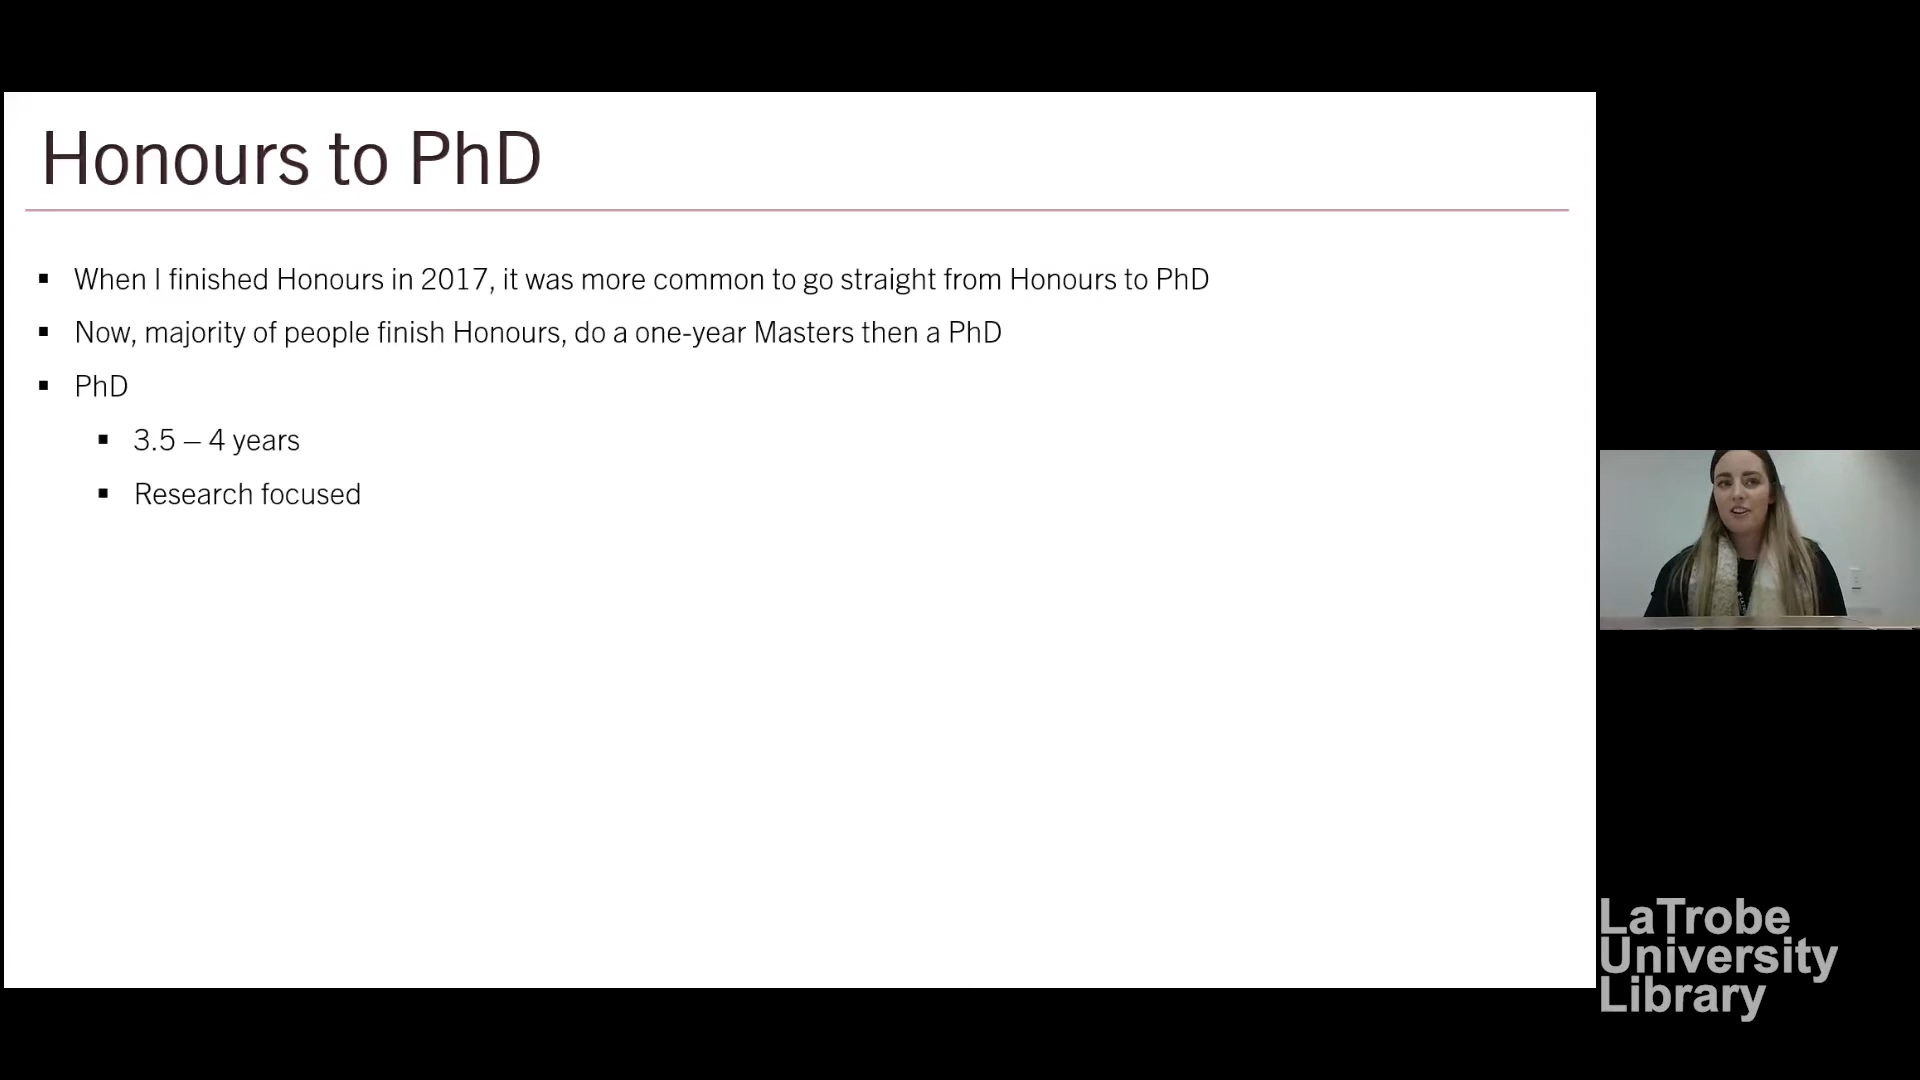 Honours to PhD
▪ When I finished Honours in 2017, it was more common to go straight from Honours to PhD
▪ Now, majority of people finish Honours, do a one-year Masters then a PhD
▪ PhD
▪ 3.5 – 4 years
▪ Research focused
LaTrobe
University
Library